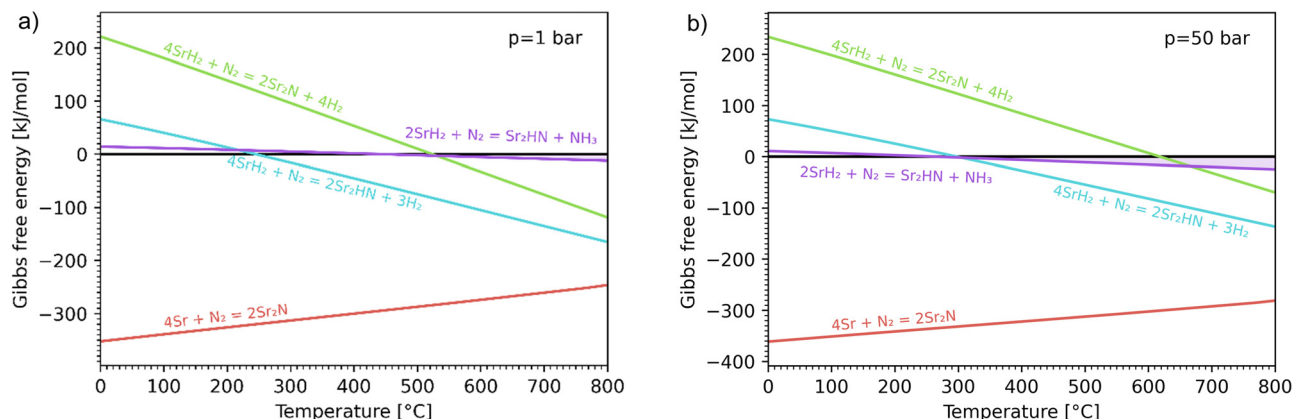 a)
p=1 bar
4SrH₂ + N₂ = 2Sr₂N + 4H₂
2SrH₂ + N₂ = Sr₂HN + NH₃
4SrH₂ + N₂ = 2Sr₂HN + 3H₂
4Sr + N₂ = 2Sr₂N
Gibbs free energy [kJ/mol]
200
100
0
−100
−200
−300
0 100 200 300 400 500 600 700 800
Temperature [°C]
b)
p=50 bar
4SrH₂ + N₂ = 2Sr₂N + 4H₂
2SrH₂ + N₂ = Sr₂HN + NH₃
4SrH₂ + N₂ = 2Sr₂HN + 3H₂
4Sr + N₂ = 2Sr₂N
Gibbs free energy [kJ/mol]
200
100
0
−100
−200
−300
−400
0 100 200 300 400 500 600 700 800
Temperature [°C]